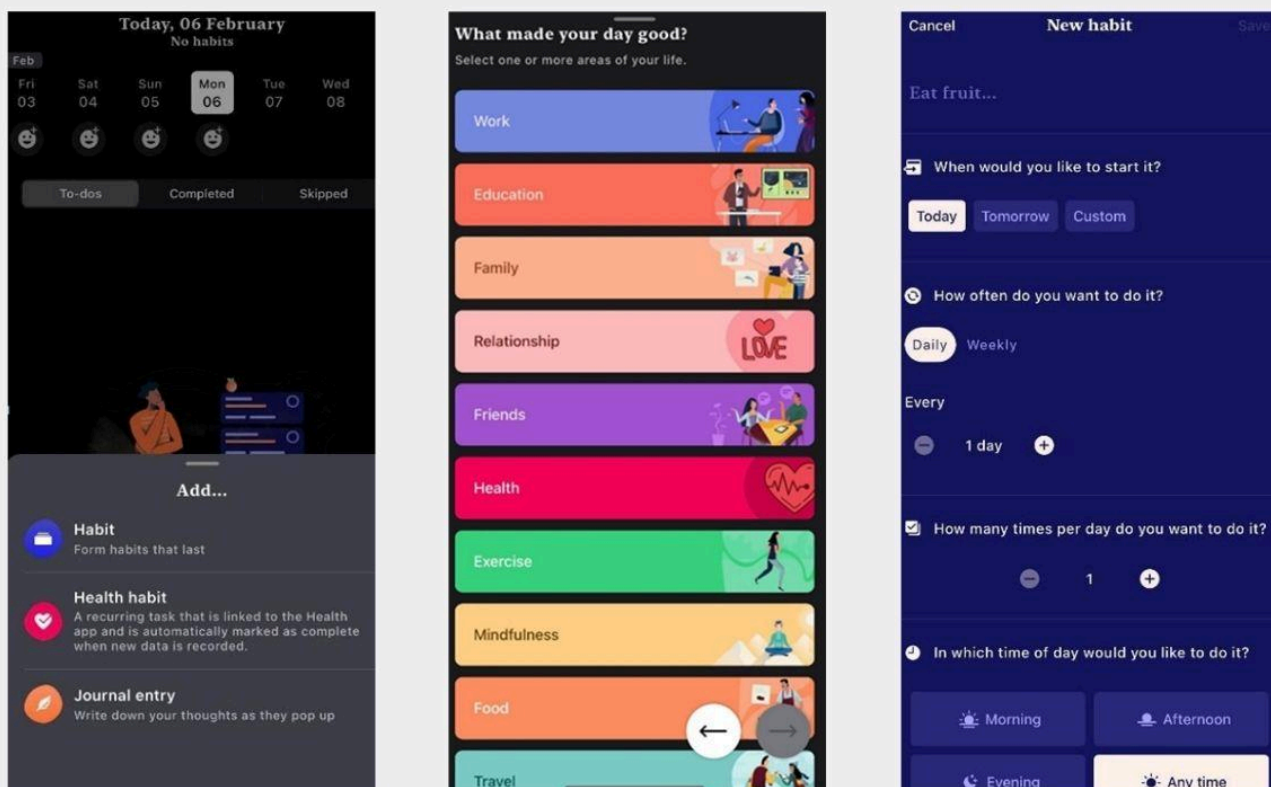 Today, 06 February
No habits
Feb
Fri Sat Sun Mon Tue Wed
03 04 05 06 07 08
To-dos Completed Skipped
Add...
Habit
Form habits that last
Health habit
A recurring task that is linked to the Health
app and is automatically marked as complete
when new data is recorded.
Journal entry
Write down your thoughts as they pop up
What made your day good?
Select one or more areas of your life.
Work
Education
Family
Relationship
LOVE
Friends
Health
Exercise
Mindfulness
Food
Travel
Cancel New habit Save
Eat fruit...
When would you like to start it?
Today Tomorrow Custom
How often do you want to do it?
Daily Weekly
Every
1 day
How many times per day do you want to do it?
1
In which time of day would you like to do it?
Morning Afternoon
Evening Any time